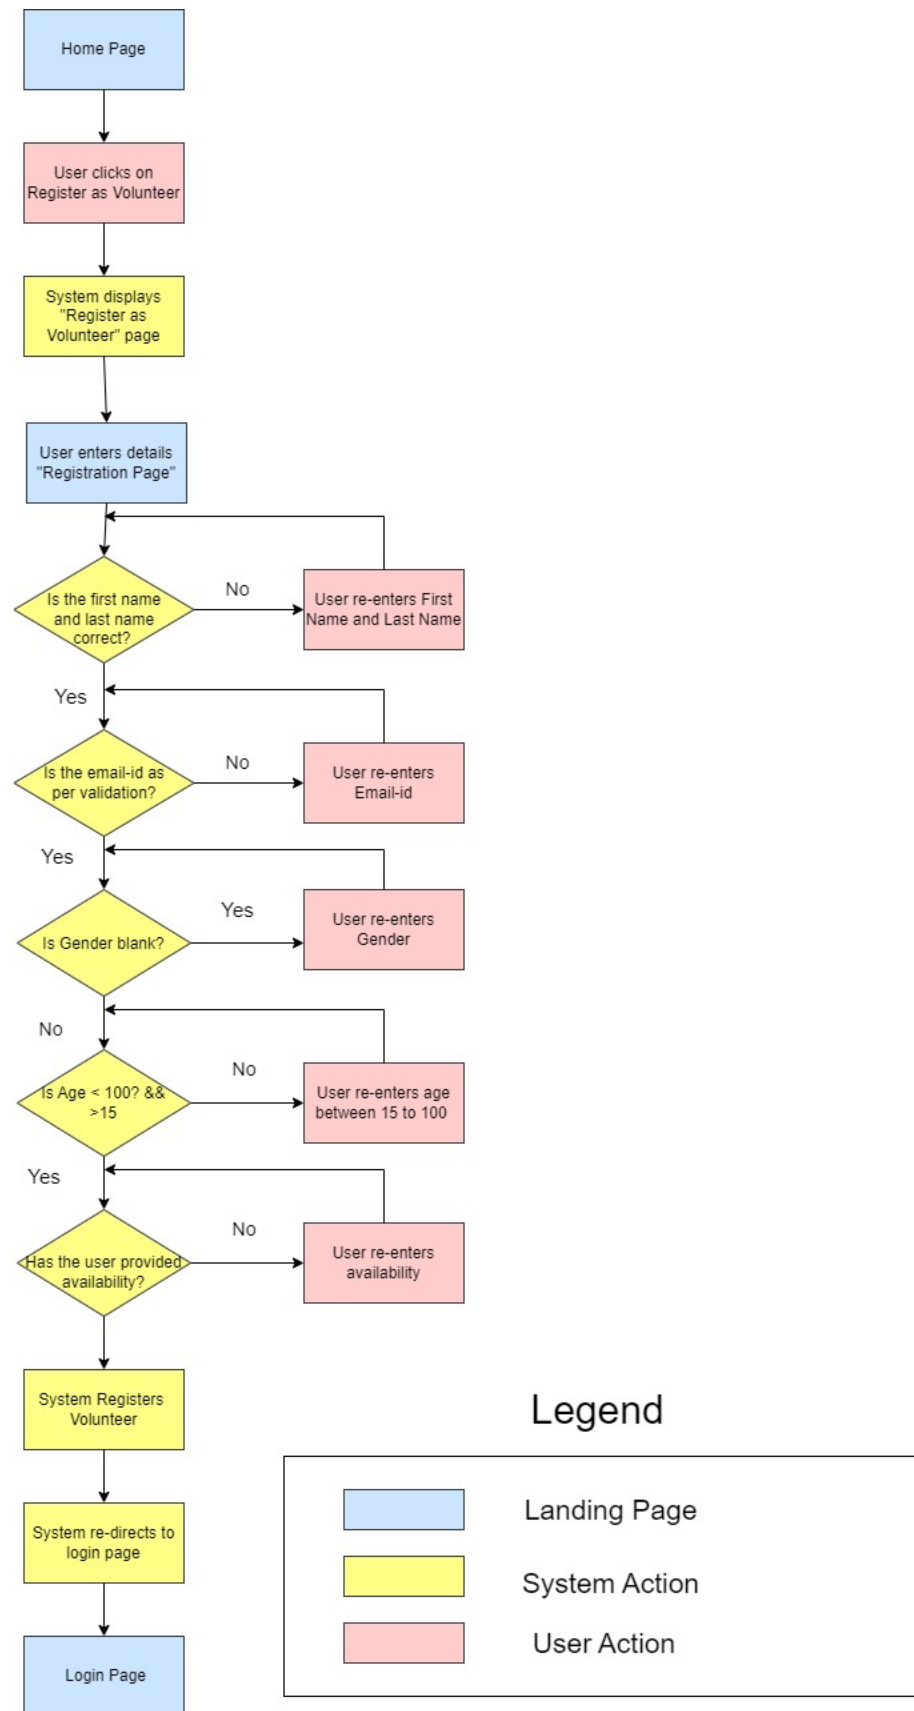 Home Page
User clicks on
Register as Volunteer
System displays
"Register as
Volunteer" page
User enters details
"Registration Page"
Is the first name
and last name
correct?
No
User re-enters First
Name and Last Name
Yes
Is the email-id as
per validation?
No
User re-enters
Email-id
Yes
Is Gender blank?
Yes
User re-enters
Gender
No
Is Age < 100? &&
>15
No
User re-enters age
between 15 to 100
Yes
Has the user provided
availability?
No
User re-enters
availability
System Registers
Volunteer
System re-directs to
login page
Login Page
Legend
Landing Page
System Action
User Action